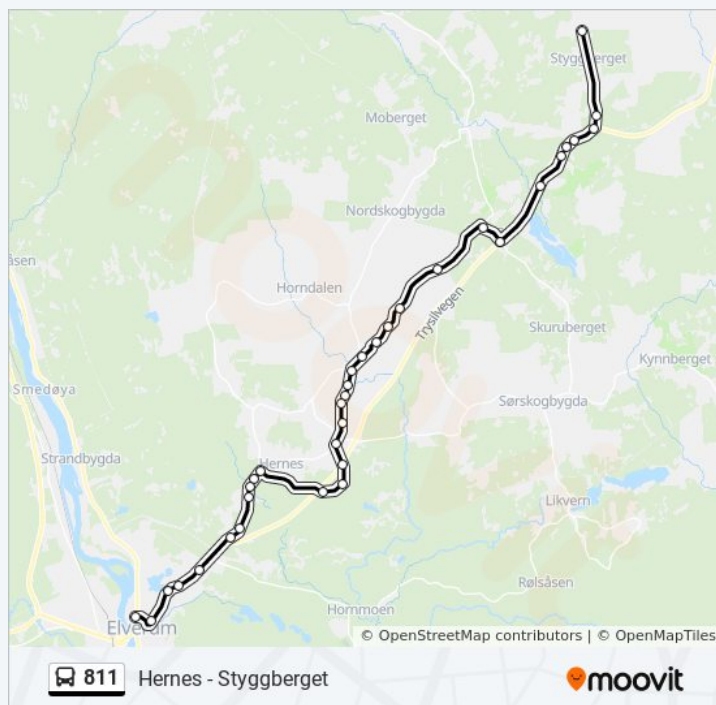 Styggberget
Moberget
Nordskogbygda
åsen
Horndalen
Trysilvegen
Skuruberget
Kynnberget
Smedøya
Sørskogbygda
Strandbygda
Hernes
Likvern
Rølsåsen
Hornmoen
Elverum
© OpenStreetMap contributors | © OpenMapTiles
811 Hernes - Styggberget
moovit